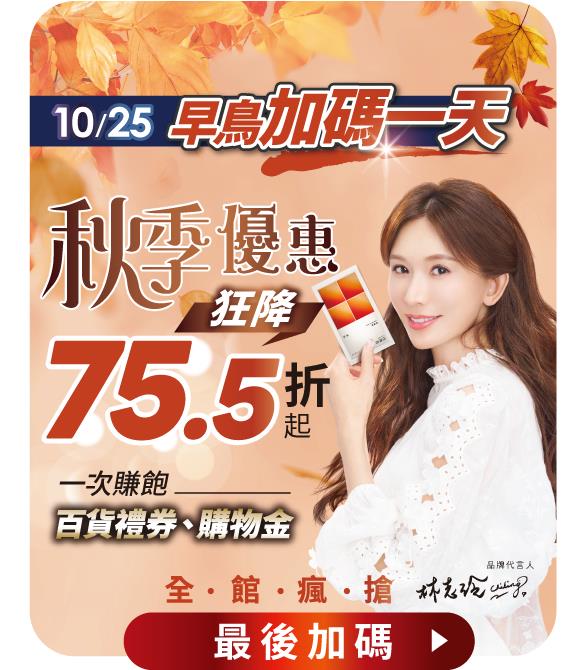 10/25 早鳥加碼一天
秋季優惠
狂降
75.5折起
一次賺飽
百貨禮券、購物金
品牌代言人
林志玲 chiling
全·館·瘋·搶
最後加碼